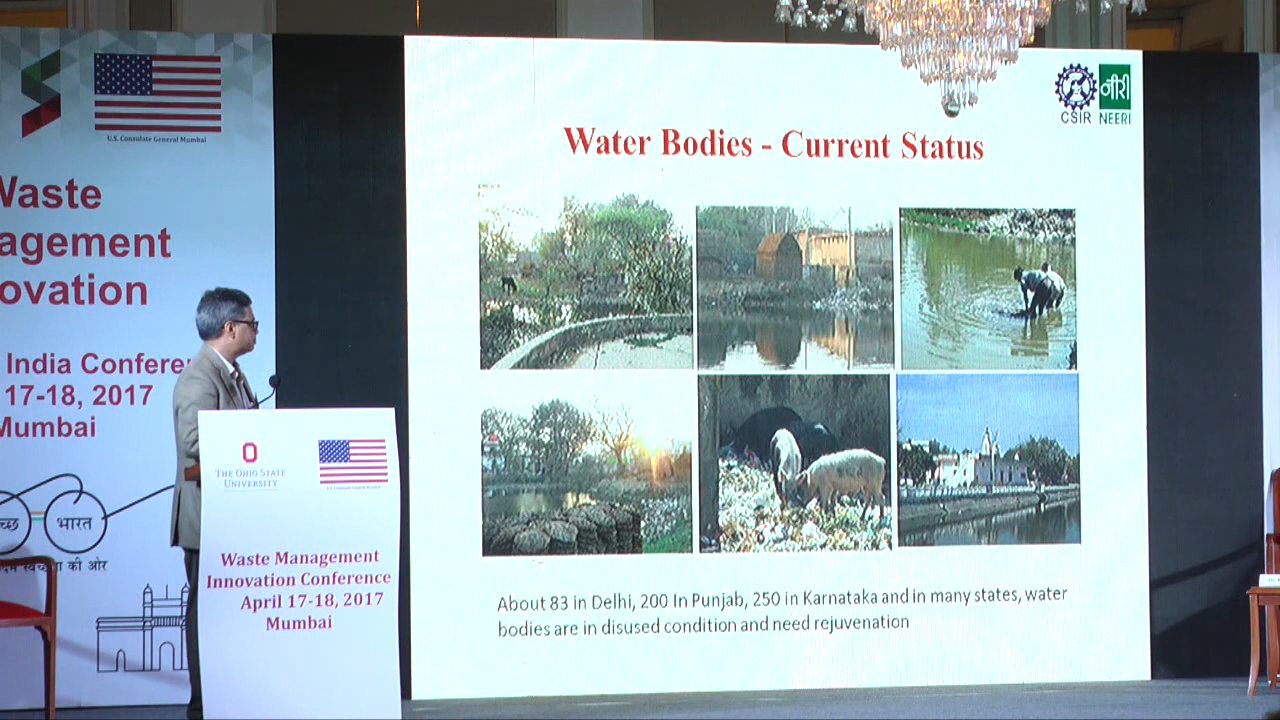 U.S. Consulate General Mumbai
Waste
agement
ovation
India Confere
17-18, 2017
Mumbai
च्छ
भारत
की ओर
THE OHIO STATE
UNIVERSITY
Waste Management
Innovation Conference
April 17-18, 2017
Mumbai
CSIR
नीरी
NEERI
Water Bodies - Current Status
About 83 in Delhi, 200 In Punjab, 250 in Karnataka and in many states, water
bodies are in disused condition and need rejuvenation